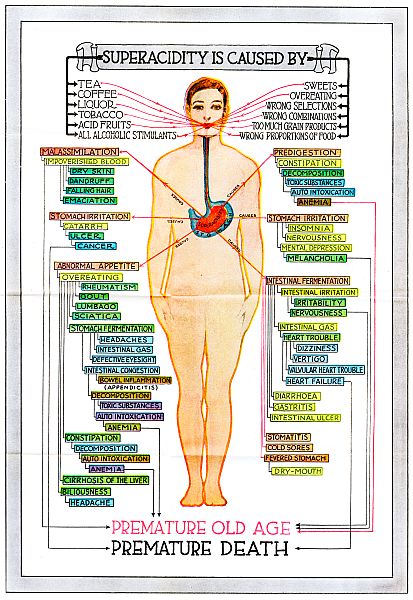 SUPERACIDITY IS CAUSED BY
TEA
COFFEE
LIQUOR
TOBACCO
ACID FRUITS
ALL ALCOHOLIC STIMULANTS
SWEETS
OVEREATING
WRONG SELECTIONS
WRONG COMBINATIONS
TOO MUCH GRAIN PRODUCTS
WRONG PROPORTIONS OF FOOD
MALASSIMILATION
IMPOVERISHED BLOOD
DRY SKIN
DANDRUFF
FALLING HAIR
EMACIATION
STOMACH IRRITATION
CATARRH
ULCER
CANCER
ABNORMAL APPETITE
OVEREATING
RHEUMATISM
GOUT
LUMBAGO
SCIATICA
STOMACH FERMENTATION
HEADACHES
INTESTINAL GAS
DEFECTIVE EYESIGHT
INTESTINAL CONGESTION
BOWEL INFLAMMATION
(APPENDICITIS)
DECOMPOSITION
TOXIC SUBSTANCES
AUTO INTOXICATION
ANEMIA
CONSTIPATION
DECOMPOSITION
AUTO INTOXICATION
ANEMIA
CIRRHOSIS OF THE LIVER
BILIOUSNESS
HEADACHE
CAUSES
CAUSES
CAUSES
CAUSES
CAUSES
CAUSES
PREDIGESTION
CONSTIPATION
DECOMPOSITION
TOXIC SUBSTANCES
AUTO INTOXICATION
ANEMIA
STOMACH IRRITATION
INSOMNIA
NERVOUSNESS
MENTAL DEPRESSION
MELANCHOLIA
INTESTINAL FERMENTATION
INTESTINAL IRRITATION
IRRITABILITY
NERVOUSNESS
INTESTINAL GAS
HEART TROUBLE
DIZZINESS
VERTIGO
VALVULAR HEART TROUBLE
HEART FAILURE
DIARRHOEA
GASTRITIS
INTESTINAL ULCER
STOMATITIS
COLD SORES
FEVERED STOMACH
DRY-MOUTH
PREMATURE OLD AGE
PREMATURE DEATH